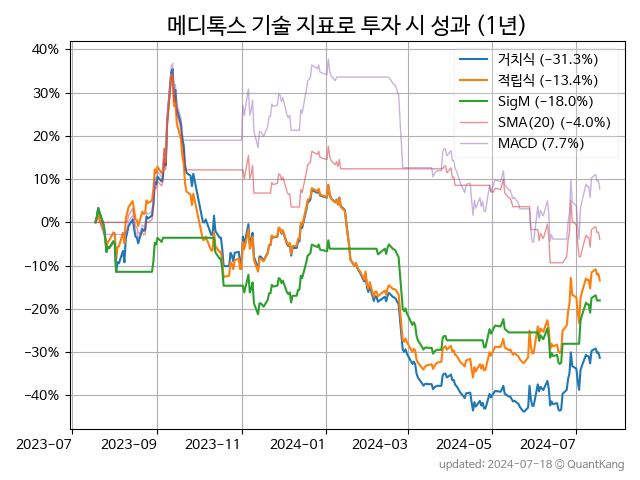 메디톡스 기술 지표로 투자 시 성과 (1년)
40%
30%
20%
10%
0%
−10%
−20%
−30%
−40%
거치식 (−31.3%)
적립식 (−13.4%)
SigM (−18.0%)
SMA(20) (−4.0%)
MACD (7.7%)
2023−07
2023−09
2023−11
2024−01
2024−03
2024−05
2024−07
updated: 2024−07−18 ⓒ QuantKang